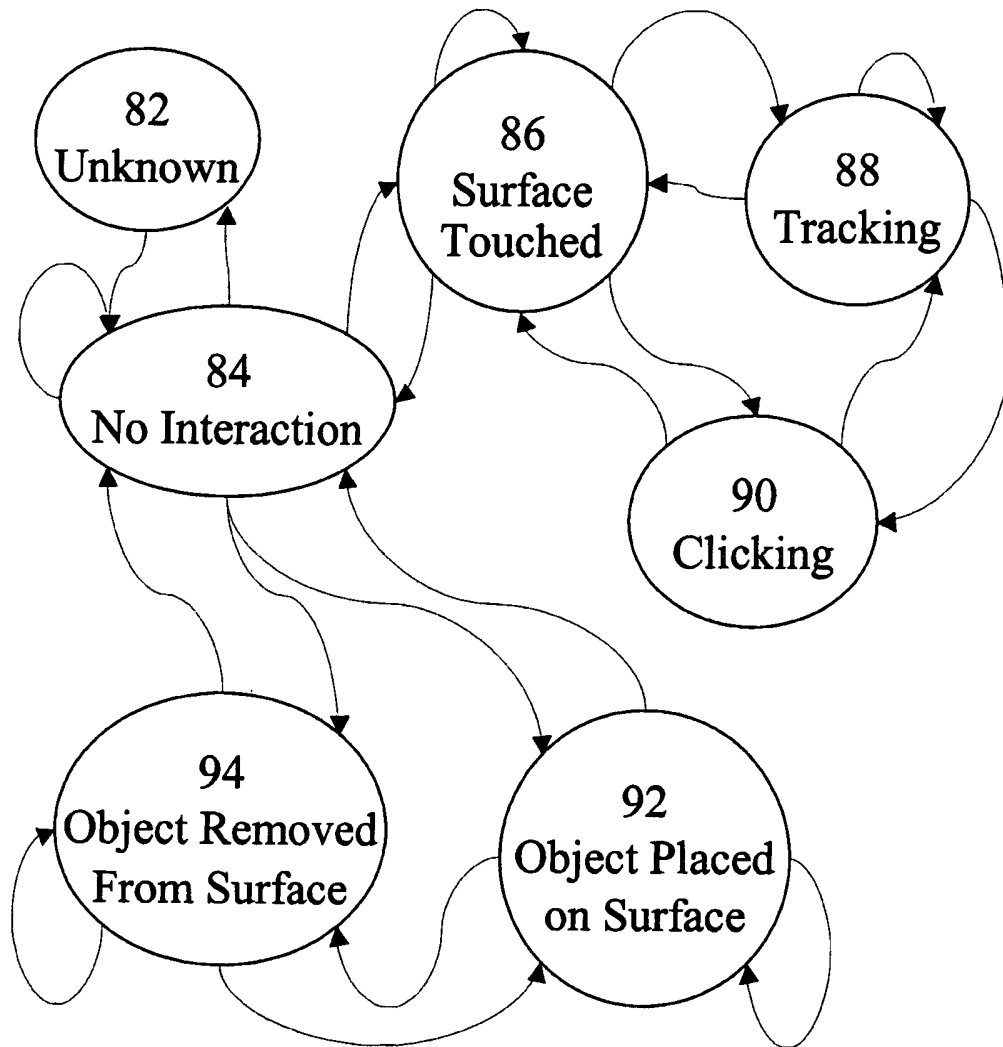 82
Unknown
86
Surface
Touched
88
Tracking
84
No Interaction
90
Clicking
94
Object Removed
From Surface
92
Object Placed
on Surface